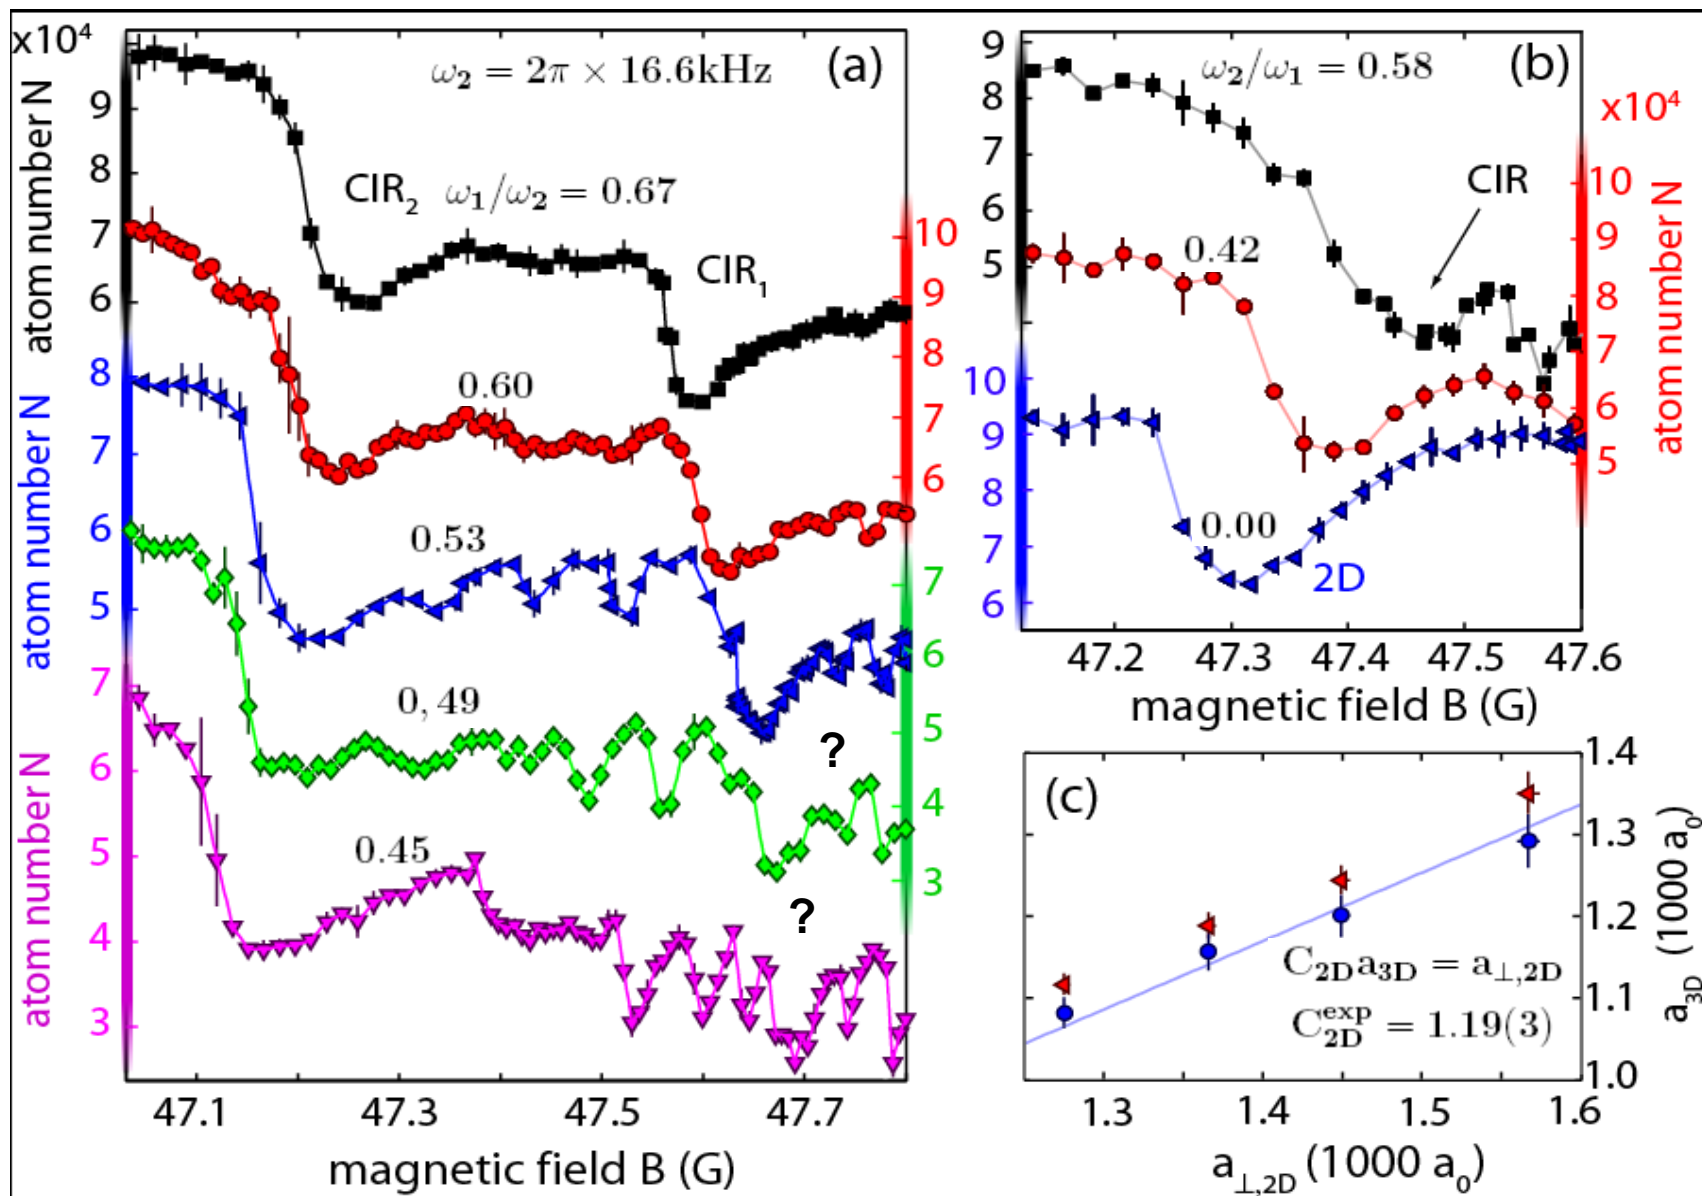 x10⁴
atom number N
9
8
7
6
atom number N
8
7
6
5
atom number N
7
6
5
4
3
ω₂ = 2π × 16.6kHz
(a)
CIR₂
ω₁/ω₂ = 0.67
CIR₁
0.60
0.53
0,49
0.45
?
?
10
9
8
7
6
7
6
5
4
3
47.1
47.3
47.5
47.7
magnetic field B (G)
9
8
7
6
5
10
9
8
7
6
ω₂/ω₁ = 0.58
(b)
CIR
0.42
0.00
2D
x10⁴
10
9
8
7
6
5
atom number N
47.2
47.3
47.4
47.5
47.6
magnetic field B (G)
(c)
C₂D a₃D = a⊥,₂D
C₂D^exp = 1.19(3)
1.4
1.3
1.2
1.1
1.0
a₃D (1000 a₀)
1.3
1.4
1.5
1.6
a⊥,₂D (1000 a₀)